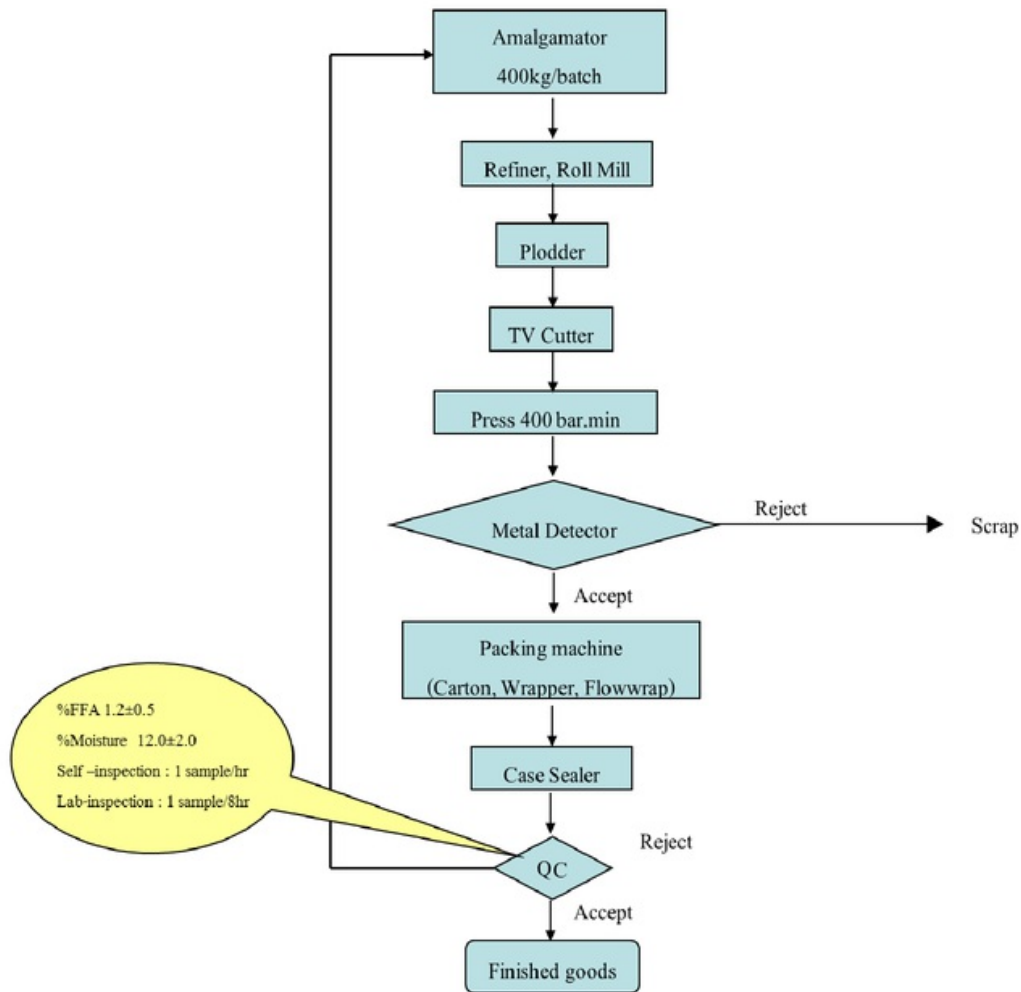 Amalgamator
400kg/batch
Refiner, Roll Mill
Plodder
TV Cutter
Press 400 bar.min
Metal Detector
Reject
Scrap
Accept
Packing machine
(Carton, Wrapper, Flowwrap)
Case Sealer
%FFA 1.2±0.5
%Moisture 12.0±2.0
Self –inspection : 1 sample/hr
Lab-inspection : 1 sample/8hr
QC
Reject
Accept
Finished goods